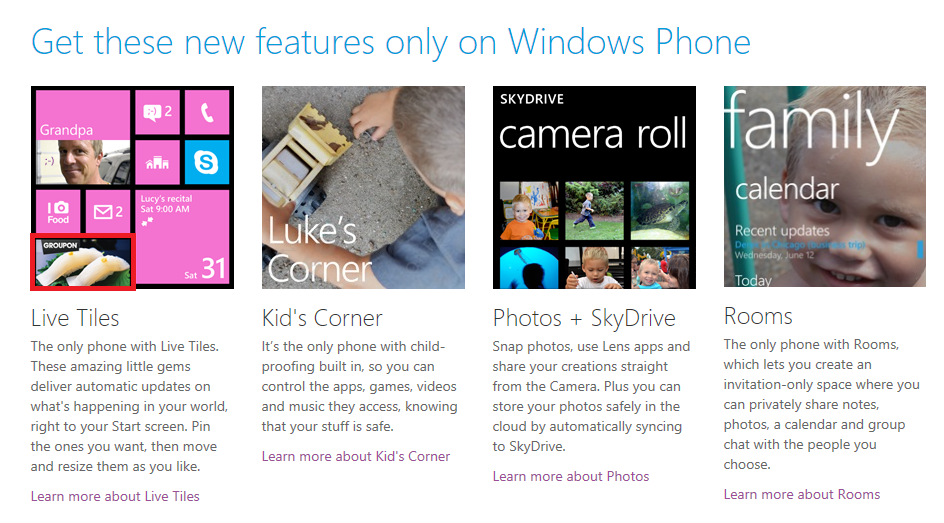 Get these new features only on Windows Phone
Grandpa
2
:-)
Food
2
Lucy's recital
Sat 9:00 AM
Sat 31
GROUPON
Luke's
Corner
SKYDRIVE
camera roll
family
calendar
Recent updates
Wednesday, June 12
Today
Live Tiles
The only phone with Live Tiles.
These amazing little gems
deliver automatic updates on
what's happening in your world,
right to your Start screen. Pin
the ones you want, then move
and resize them as you like.
Learn more about Live Tiles
Kid's Corner
It's the only phone with child-
proofing built in, so you can
control the apps, games, videos
and music they access, knowing
that your stuff is safe.
Learn more about Kid's Corner
Photos + SkyDrive
Snap photos, use Lens apps and
share your creations straight
from the Camera. Plus you can
store your photos safely in the
cloud by automatically syncing
to SkyDrive.
Learn more about Photos
Rooms
The only phone with Rooms,
which lets you create an
invitation-only space where you
can privately share notes,
photos, a calendar and group
chat with the people you
choose.
Learn more about Rooms